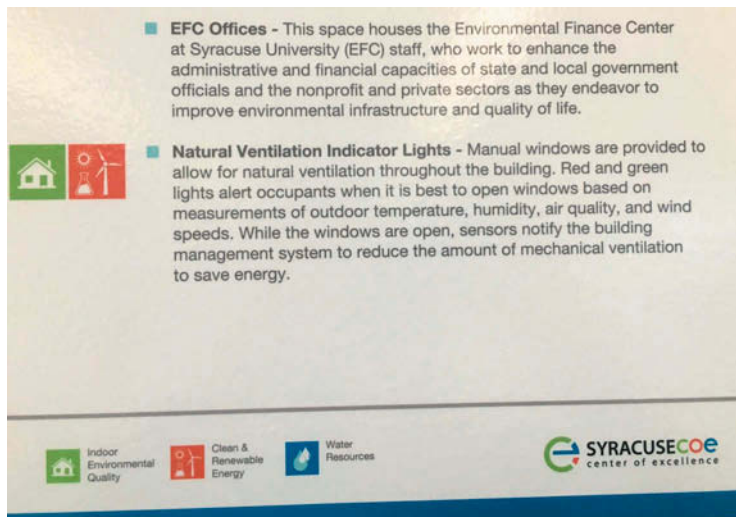 EFC Offices - This space houses the Environmental Finance Center
at Syracuse University (EFC) staff, who work to enhance the
administrative and financial capacities of state and local government
officials and the nonprofit and private sectors as they endeavor to
improve environmental infrastructure and quality of life.
Natural Ventilation Indicator Lights - Manual windows are provided to
allow for natural ventilation throughout the building. Red and green
lights alert occupants when it is best to open windows based on
measurements of outdoor temperature, humidity, air quality, and wind
speeds. While the windows are open, sensors notify the building
management system to reduce the amount of mechanical ventilation
to save energy.
Indoor
Environmental
Quality
Clean &
Renewable
Energy
Water
Resources
SYRACUSECOE
center of excellence